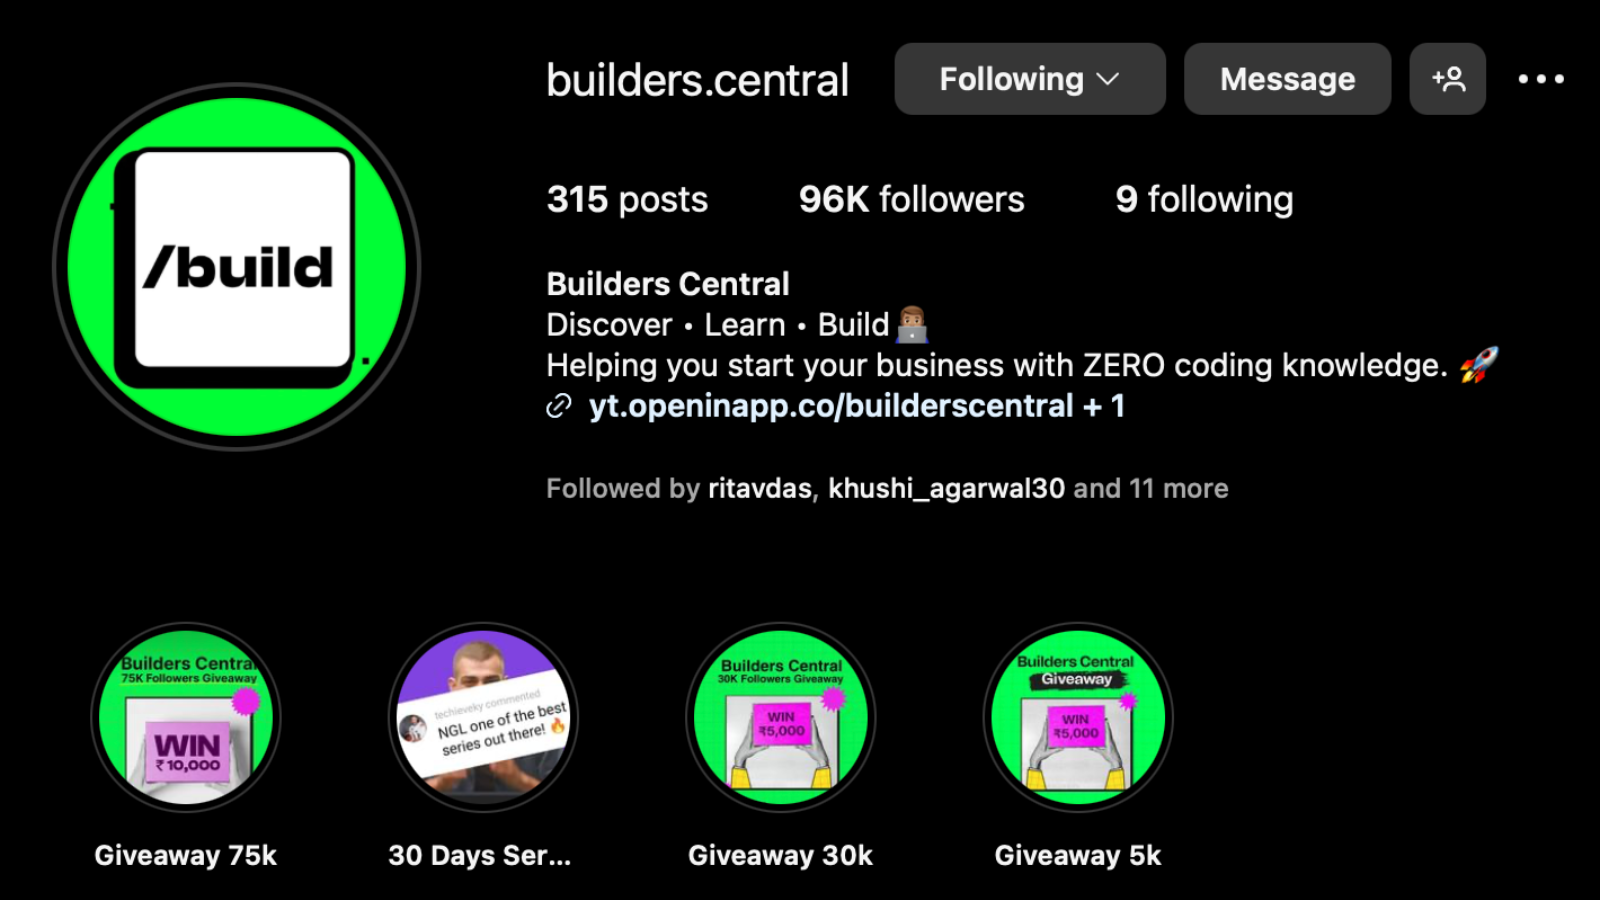 builders.central
Following
Message
315 posts
96K followers
9 following
Builders Central
Discover • Learn • Build👨🏽‍💻
Helping you start your business with ZERO coding knowledge. 🚀
yt.openinapp.co/builderscentral + 1
Followed by ritavdas, khushi_agarwal30 and 11 more
/build
Builders Central
75K Followers Giveaway
WIN
₹10,000
Giveaway 75k
techieveky commented
NGL one of the best
series out there! 🔥
30 Days Ser...
Builders Central
30K Followers Giveaway
WIN
₹5,000
Giveaway 30k
Builders Central
Giveaway
WIN
₹5,000
Giveaway 5k